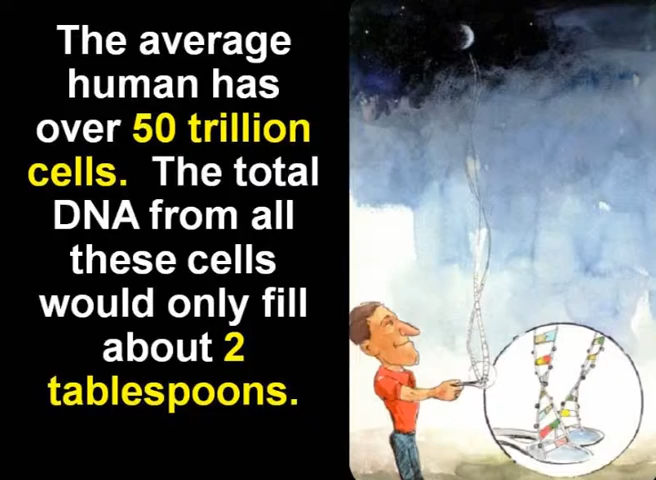 The average
human has
over 50 trillion
cells.  The total
DNA from all
these cells
would only fill
about 2
tablespoons.